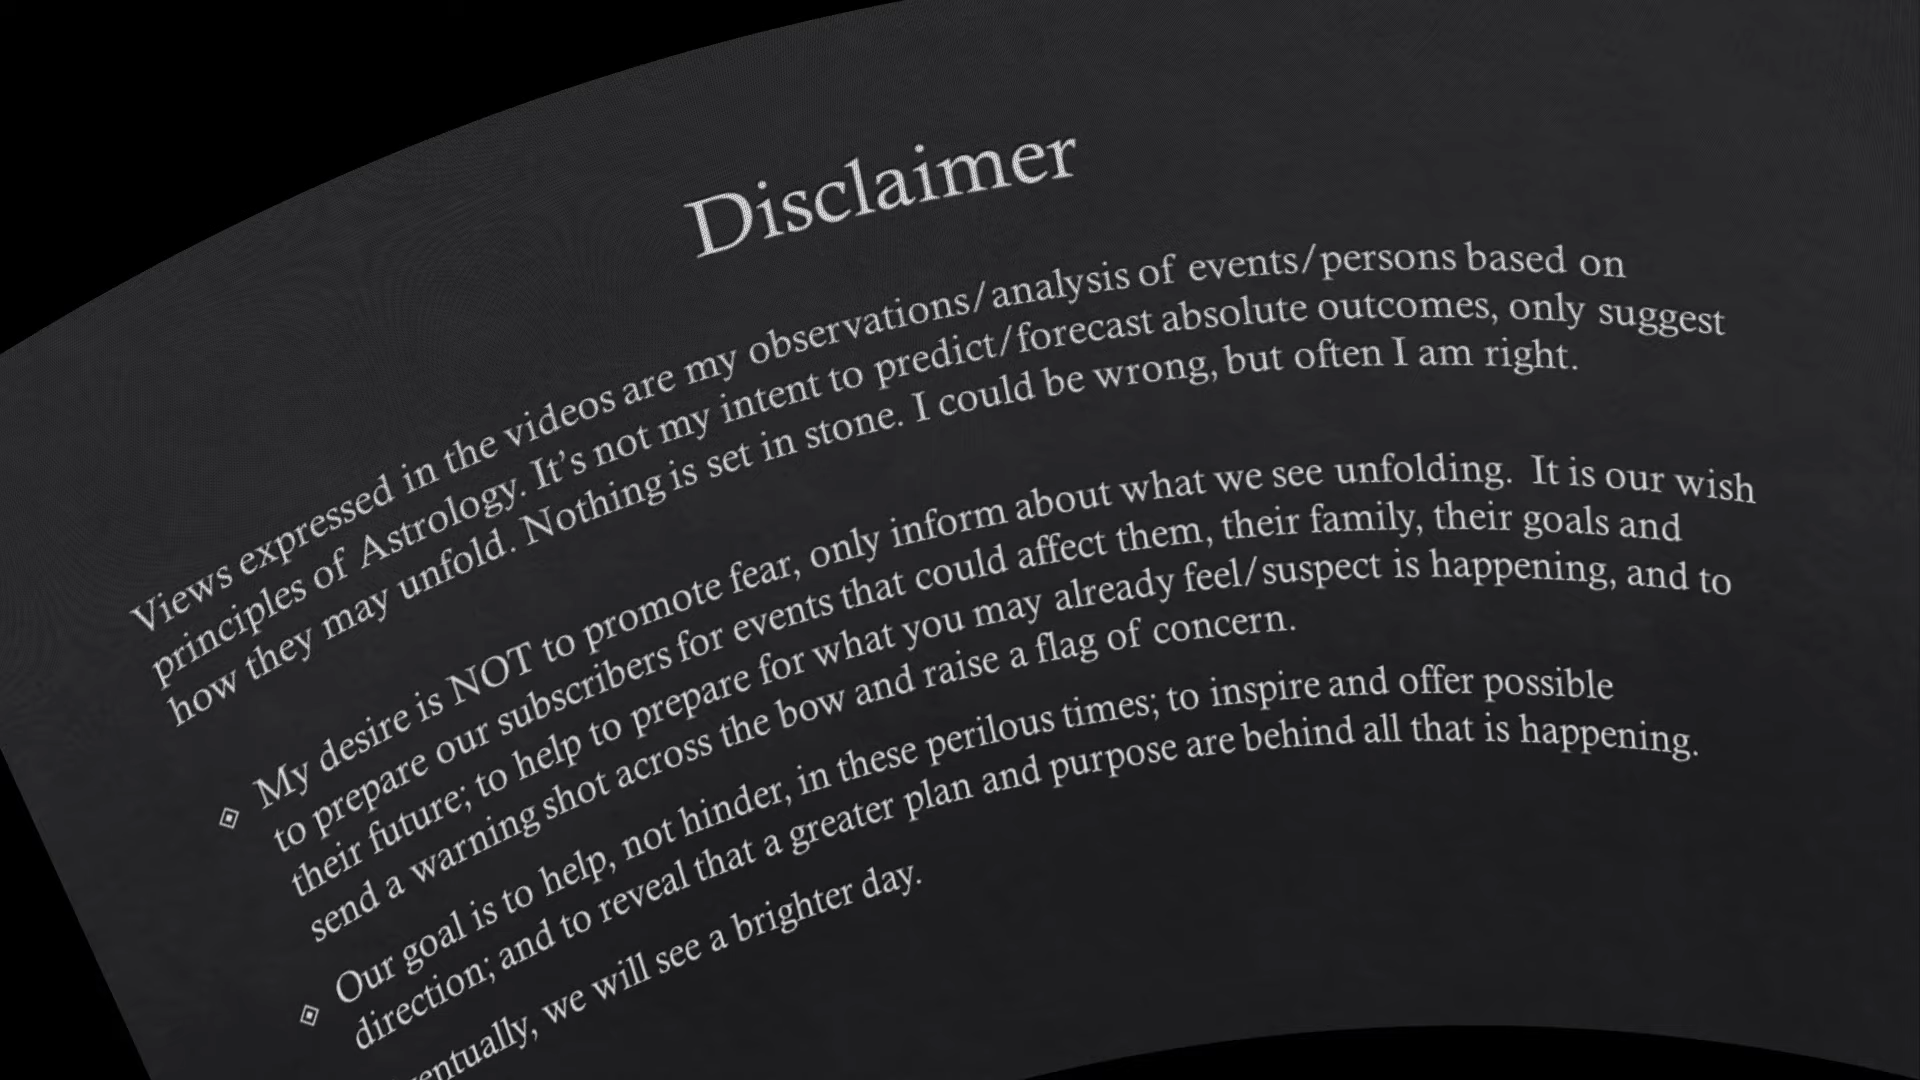 Disclaimer
Views expressed in the videos are my observations/analysis of events/persons based on
principles of Astrology. It's not my intent to predict/forecast absolute outcomes, only suggest
how they may unfold. Nothing is set in stone. I could be wrong, but often I am right.
My desire is NOT to promote fear, only inform about what we see unfolding. It is our wish
to prepare our subscribers for events that could affect them, their family, their goals and
their future; to help to prepare for what you may already feel/suspect is happening, and to
send a warning shot across the bow and raise a flag of concern.
Our goal is to help, not hinder, in these perilous times; to inspire and offer possible
direction; and to reveal that a greater plan and purpose are behind all that is happening.
we will see a brighter day.